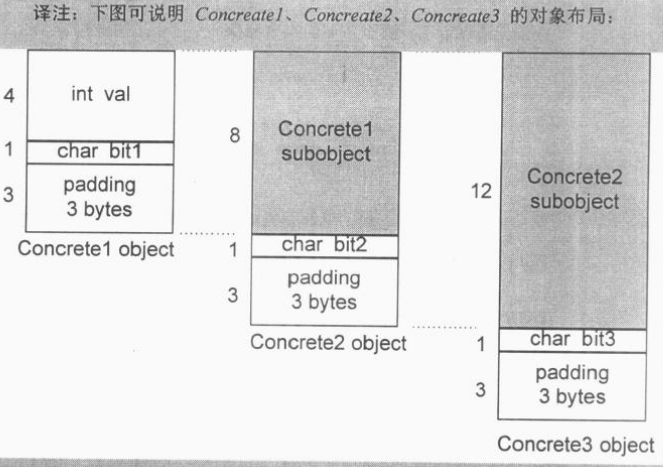 译注：下图可说明 Concreate1、Concreate2、Concreate3 的对象布局：
4
int val
1
char bit1
3
padding
3 bytes
Concrete1 object
8
Concrete1
subobject
1
char bit2
3
padding
3 bytes
Concrete2 object
12
Concrete2
subobject
1
char bit3
3
padding
3 bytes
Concrete3 object